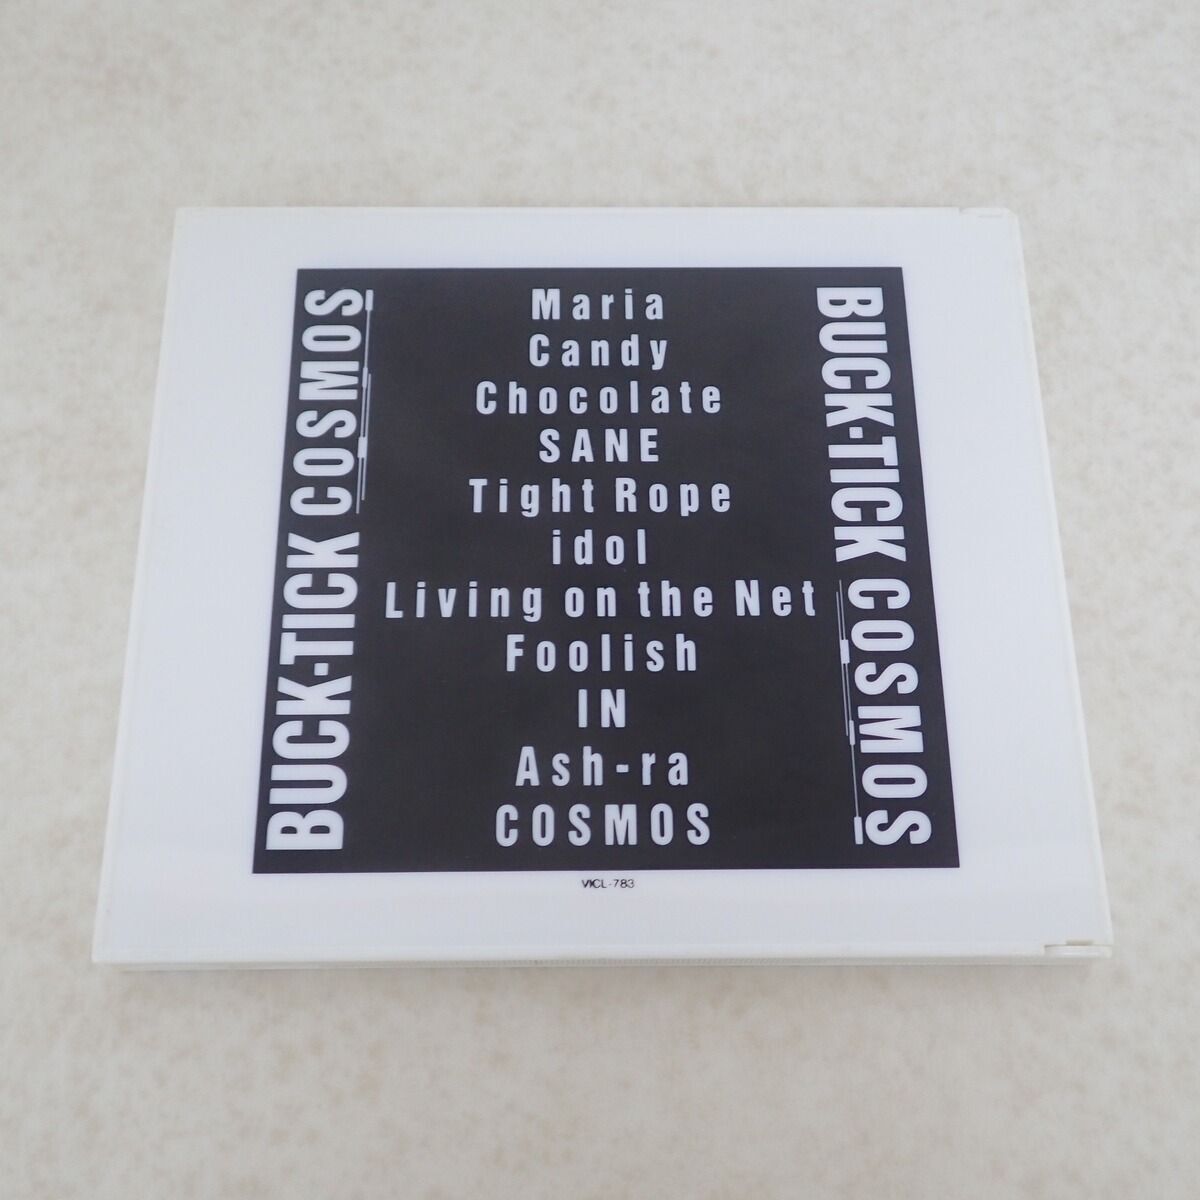 BUCK-TICK COSMOS
Maria
Candy
Chocolate
SANE
Tight Rope
idol
Living on the Net
Foolish
IN
Ash-ra
COSMOS
BUCK-TICK COSMOS
VICL-783